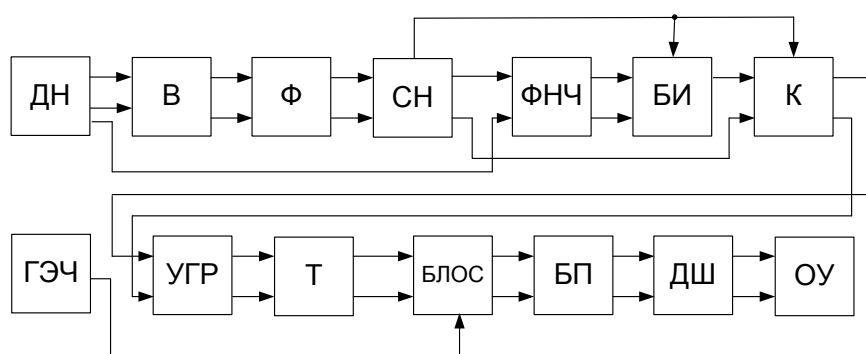 ДН В Ф СН ФНЧ БИ К
ГЭЧ УГР Т БЛОС БП ДШ ОУ